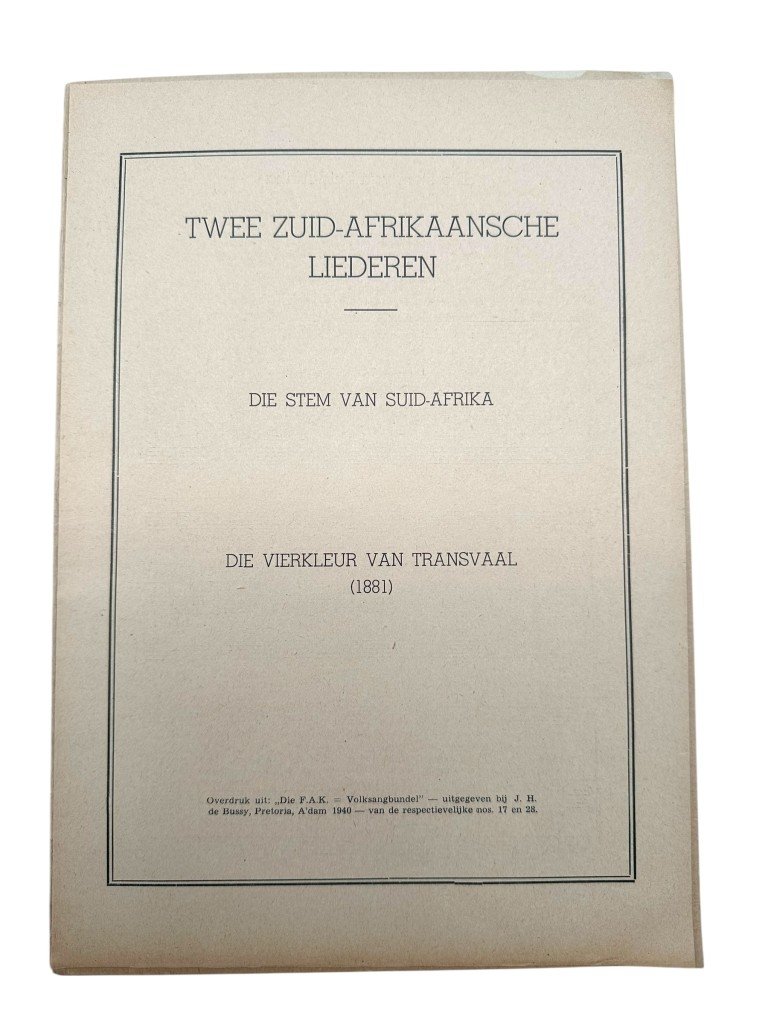 TWEE ZUID-AFRIKAANSCHE
LIEDEREN
DIE STEM VAN SUID-AFRIKA
DIE VIERKLEUR VAN TRANSVAAL
(1881)
Overdruk uit: „Die F.A.K. = Volksangbundel” — uitgegeven bij J. H.
de Bussy, Pretoria, A'dam 1940 — van de respectievelijke nos. 17 en 28.